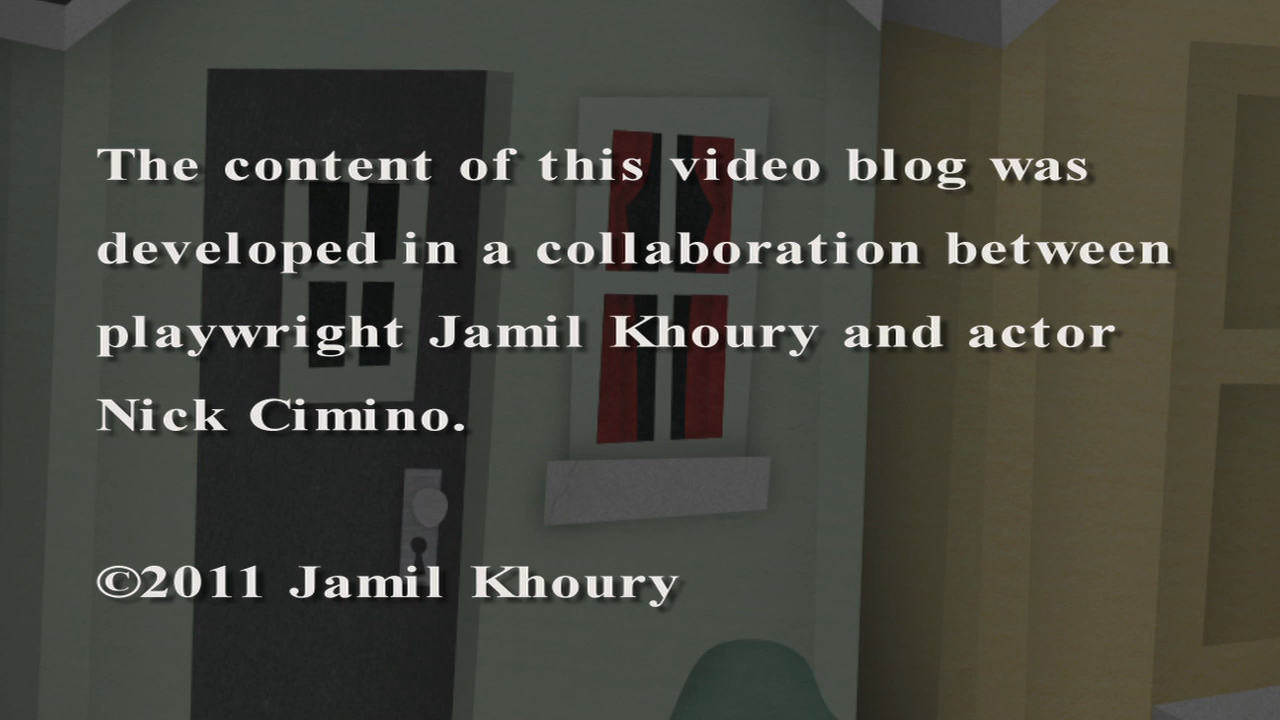 The content of this video blog was
developed in a collaboration between
playwright Jamil Khoury and actor
Nick Cimino.
©2011 Jamil Khoury